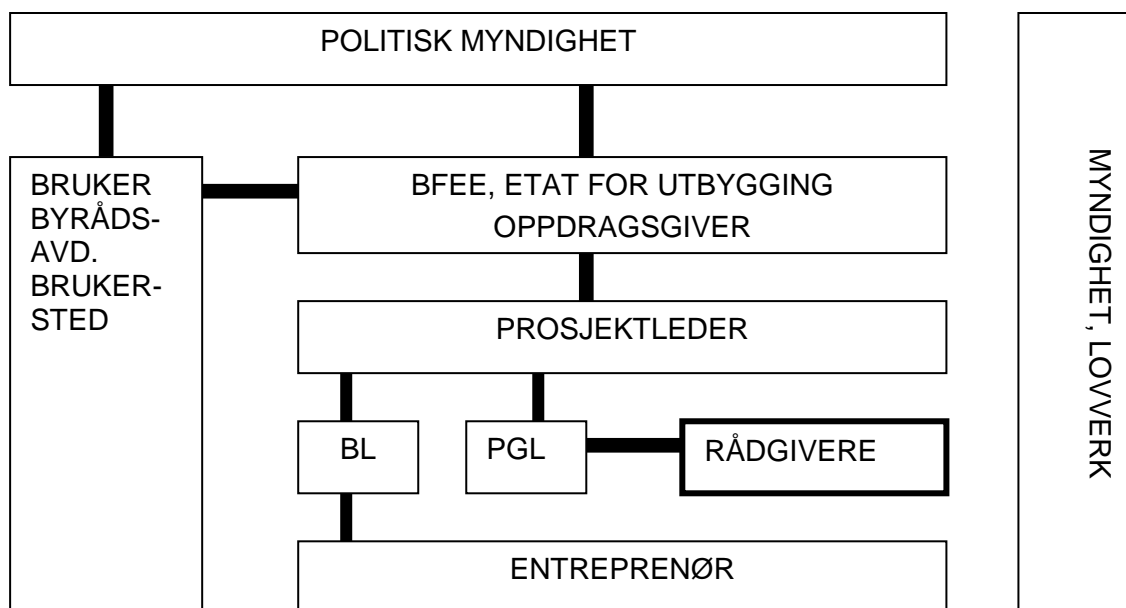 POLITISK MYNDIGHET
BRUKER
BYRÅDS-
AVD.
BRUKER-
STED
BFEE, ETAT FOR UTBYGGING
OPPDRAGSGIVER
PROSJEKTLEDER
BL
PGL
RÅDGIVERE
ENTREPRENØR
MYNDIGHET, LOVVERK